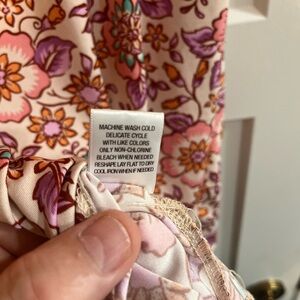 MACHINE WASH COLD
DELICATE CYCLE
WITH LIKE COLORS
ONLY NON-CHLORINE
BLEACH WHEN NEEDED
RESHAPE LAY FLAT TO DRY
COOL IRON WHEN IF NEEDED